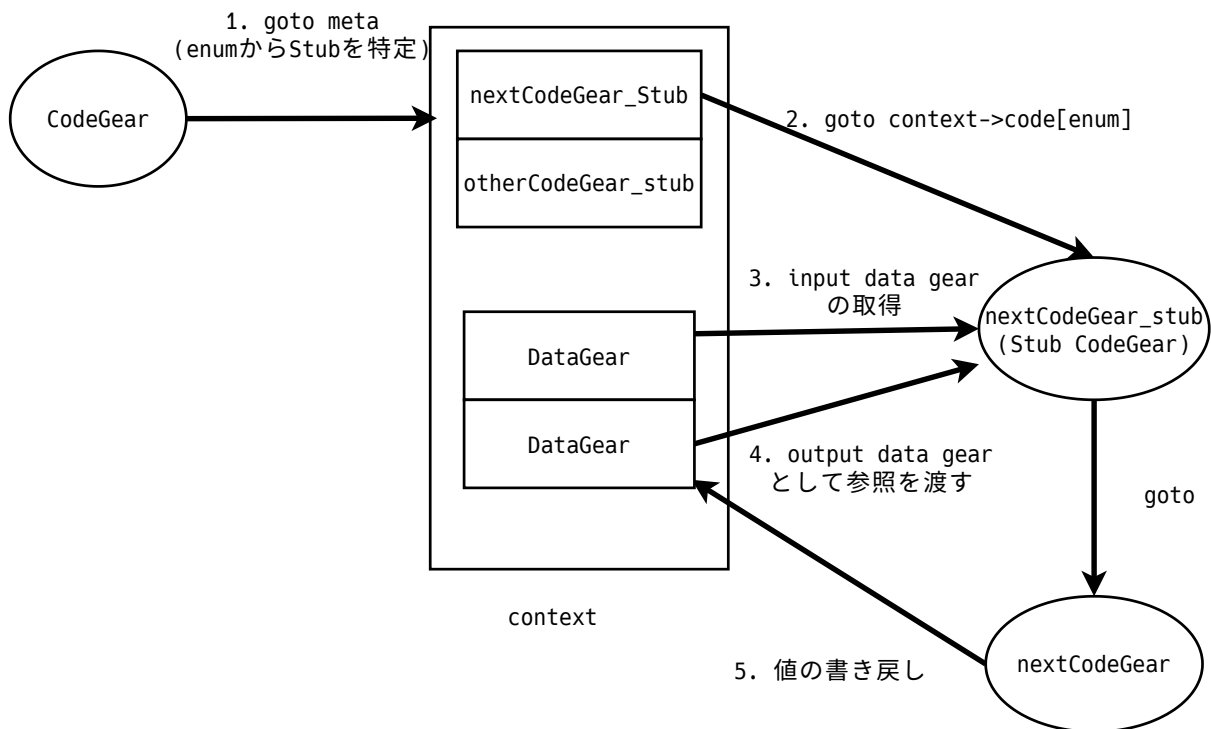 1. goto meta
(enumからStubを特定)
CodeGear
nextCodeGear_Stub
otherCodeGear_stub
2. goto context->code[enum]
3. input data gear
の取得
nextCodeGear_stub
(Stub CodeGear)
DataGear
DataGear
4. output data gear
として参照を渡す
goto
context
5. 値の書き戻し
nextCodeGear